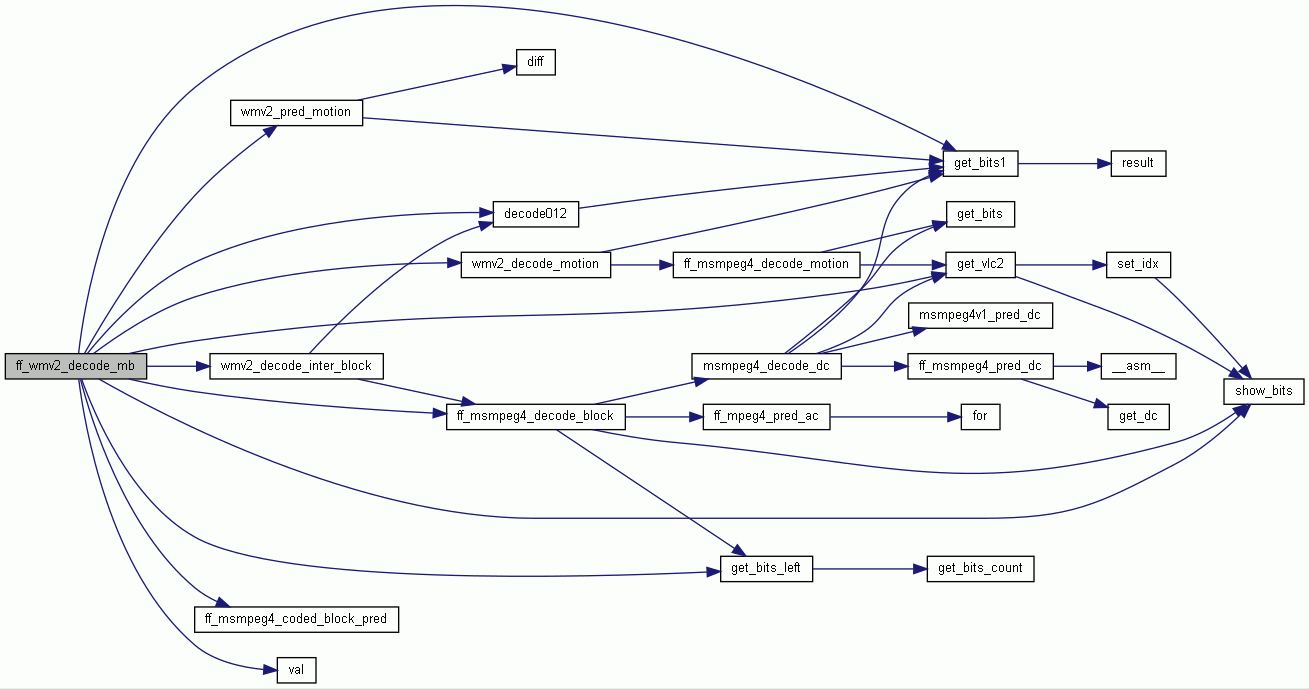 diff
wmv2_pred_motion
get_bits1
result
decode012
get_bits
wmv2_decode_motion
ff_msmpeg4_decode_motion
get_vlc2
set_idx
msmpeg4v1_pred_dc
ff_wmv2_decode_mb
wmv2_decode_inter_block
msmpeg4_decode_dc
ff_msmpeg4_pred_dc
__asm__
show_bits
ff_msmpeg4_decode_block
ff_mpeg4_pred_ac
for
get_dc
get_bits_left
get_bits_count
ff_msmpeg4_coded_block_pred
val